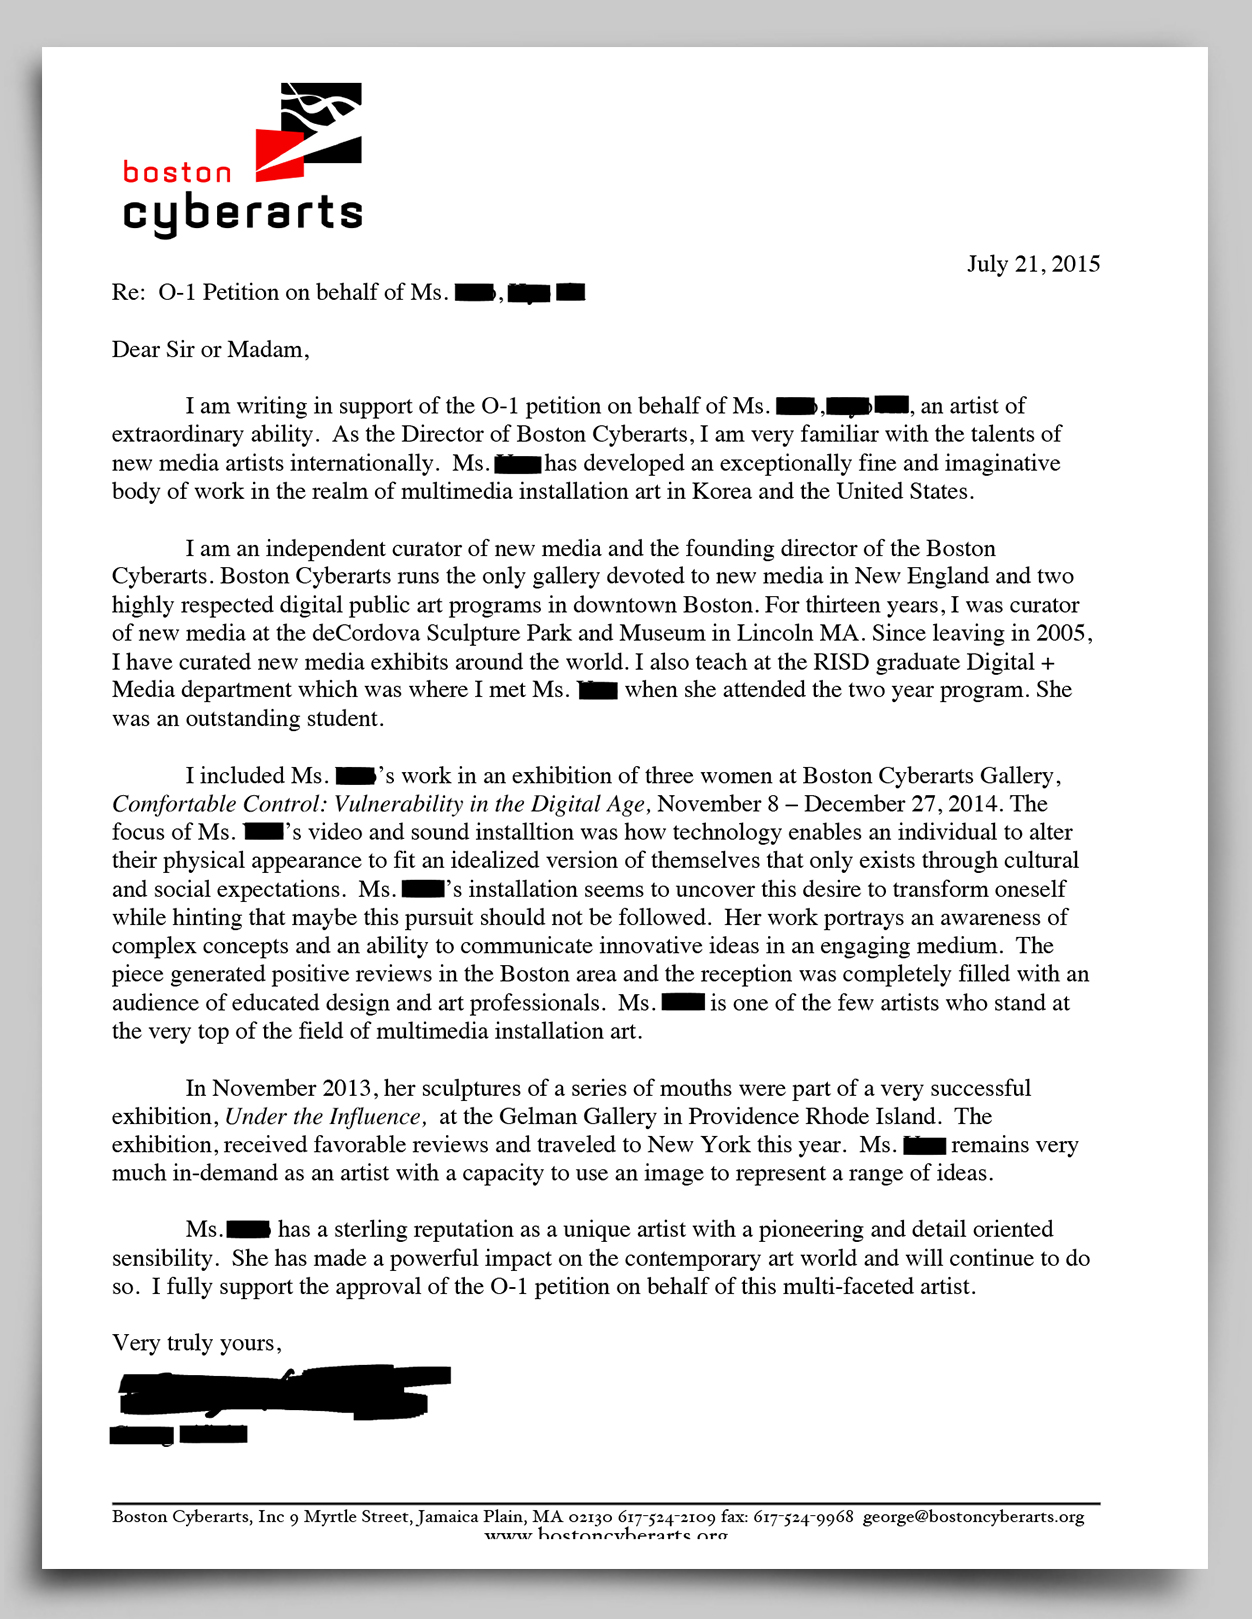 boston
cyberarts
July 21, 2015
Re: O-1 Petition on behalf of Ms. ,
Dear Sir or Madam,
I am writing in support of the O-1 petition on behalf of Ms. , , an artist of
extraordinary ability. As the Director of Boston Cyberarts, I am very familiar with the talents of
new media artists internationally. Ms. has developed an exceptionally fine and imaginative
body of work in the realm of multimedia installation art in Korea and the United States.
I am an independent curator of new media and the founding director of the Boston
Cyberarts. Boston Cyberarts runs the only gallery devoted to new media in New England and two
highly respected digital public art programs in downtown Boston. For thirteen years, I was curator
of new media at the deCordova Sculpture Park and Museum in Lincoln MA. Since leaving in 2005,
I have curated new media exhibits around the world. I also teach at the RISD graduate Digital +
Media department which was where I met Ms. when she attended the two year program. She
was an outstanding student.
I included Ms. ’s work in an exhibition of three women at Boston Cyberarts Gallery,
Comfortable Control: Vulnerability in the Digital Age, November 8 – December 27, 2014. The
focus of Ms. ’s video and sound installtion was how technology enables an individual to alter
their physical appearance to fit an idealized version of themselves that only exists through cultural
and social expectations. Ms. ’s installation seems to uncover this desire to transform oneself
while hinting that maybe this pursuit should not be followed. Her work portrays an awareness of
complex concepts and an ability to communicate innovative ideas in an engaging medium. The
piece generated positive reviews in the Boston area and the reception was completely filled with an
audience of educated design and art professionals. Ms. is one of the few artists who stand at
the very top of the field of multimedia installation art.
In November 2013, her sculptures of a series of mouths were part of a very successful
exhibition, Under the Influence, at the Gelman Gallery in Providence Rhode Island. The
exhibition, received favorable reviews and traveled to New York this year. Ms. remains very
much in-demand as an artist with a capacity to use an image to represent a range of ideas.
Ms. has a sterling reputation as a unique artist with a pioneering and detail oriented
sensibility. She has made a powerful impact on the contemporary art world and will continue to do
so. I fully support the approval of the O-1 petition on behalf of this multi-faceted artist.
Very truly yours,
Boston Cyberarts, Inc 9 Myrtle Street, Jamaica Plain, MA 02130 617-524-2109 fax: 617-524-9968 george@bostoncyberarts.org
www.bostoncyberarts.org